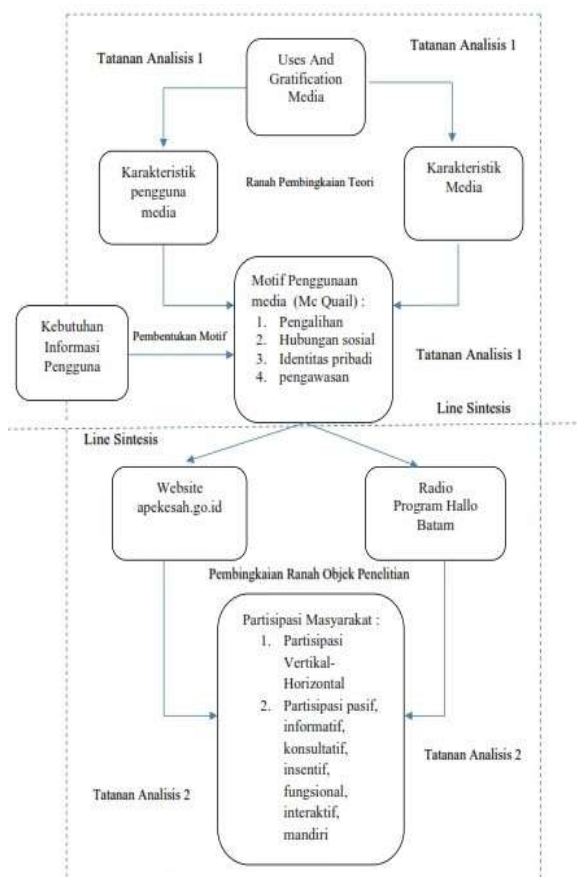 Tatanan Analisis 1
Uses And
Gratification
Media
Tatanan Analisis 1
Karakteristik
pengguna
media
Ranah Pembingkaian Teori
Karakteristik
Media
Motif Penggunaan
media (Mc Quail) :
1. Pengalihan
2. Hubungan sosial
3. Identitas pribadi
4. pengawasan
Kebutuhan
Informasi
Pengguna
Pembentukan Motif
Tatanan Analisis 1
Line Sintesis
Line Sintesis
Website
apekesah.go.id
Radio
Program Hallo
Batam
Pembingkaian Ranah Objek Penelitian
Partisipasi Masyarakat :
1. Partisipasi
Vertikal-
Horizontal
2. Partisipasi pasif,
informatif,
konsultatif,
insentif,
fungsional,
interaktif,
mandiri
Tatanan Analisis 2
Tatanan Analisis 2